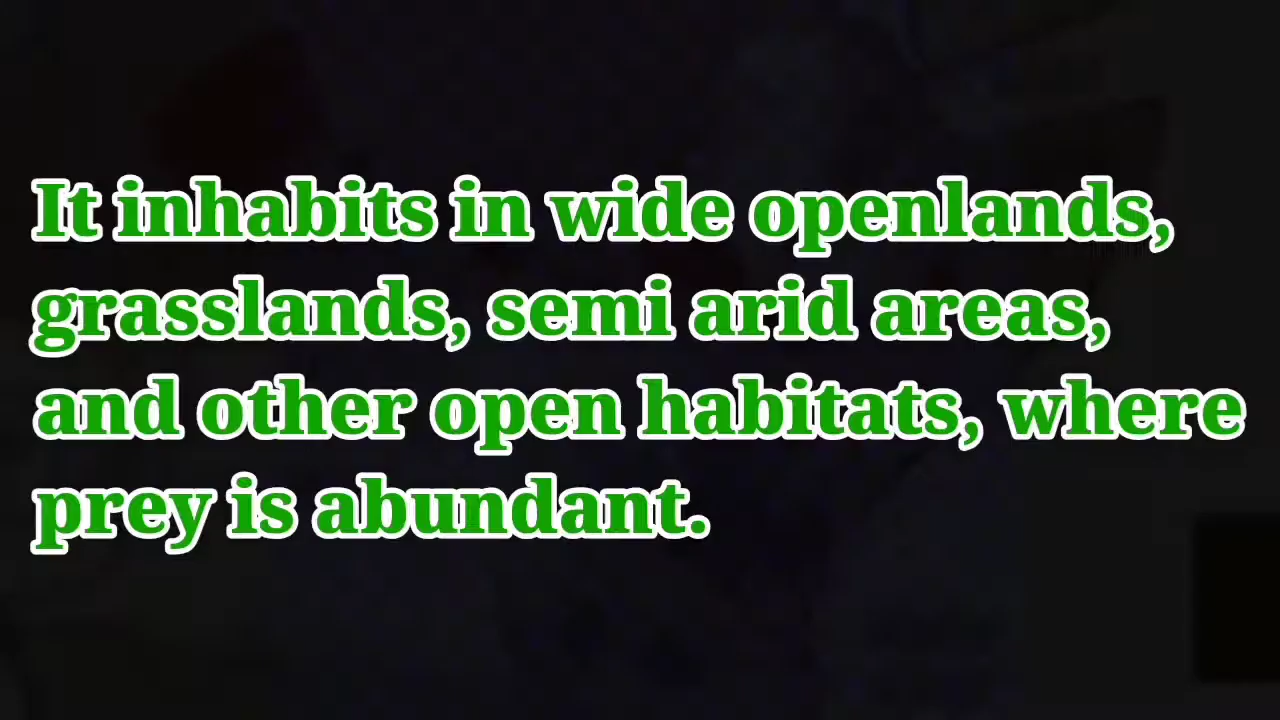 It inhabits in wide openlands,
grasslands, semi arid areas,
and other open habitats, where
prey is abundant.